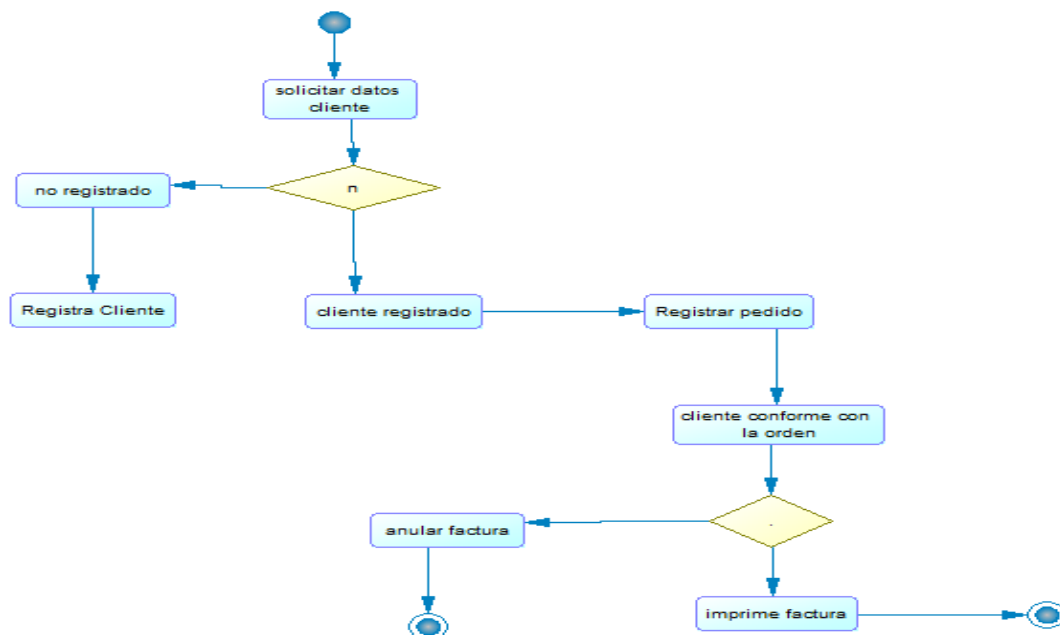 solicitar datos
cliente
n
no registrado
Registra Cliente
cliente registrado
Registrar pedido
cliente conforme con
la orden
.
anular factura
imprime factura